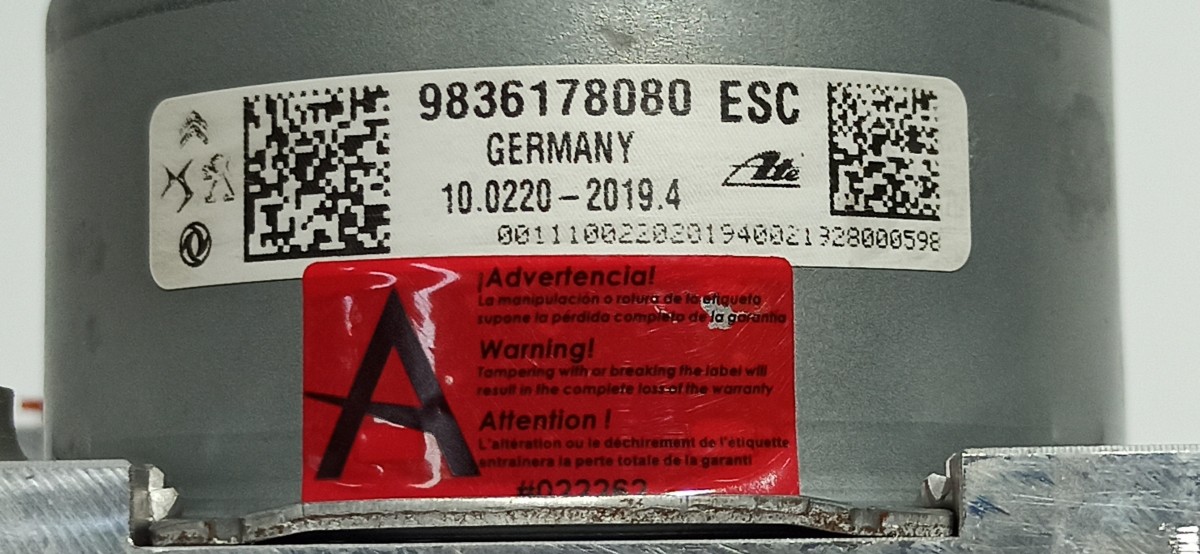 9836178080 ESC
GERMANY
Ate
10.0220-2019.4
0011100220201940021328000598
¡Advertencia!
La manipulación o rotura de la etiqueta
supone la pérdida completa de la garantia
Warning!
Tampering with or breaking the label will
result in the complete loss of the warranty
Attention !
L'altération ou le déchirement de l'étiquette
entraînera la perte totale de la garanti
A